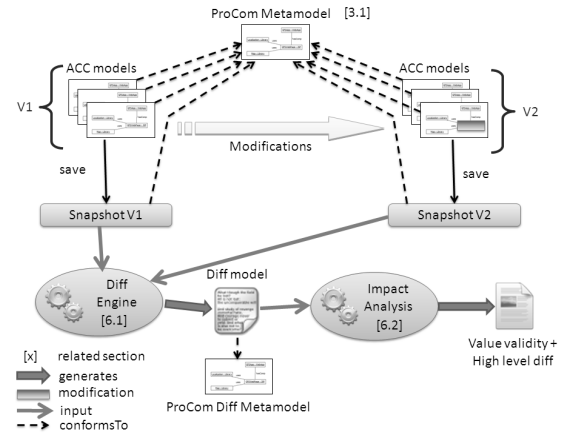 ProCom Metamodel [3.1]
ACC models
ACC models
V1
V2
Modifications
save
save
Snapshot V1
Snapshot V2
Diff Engine [6.1]
Diff model
Impact Analysis [6.2]
Value validity +
High level diff
ProCom Diff Metamodel
[x] related section
generates
modification
input
conformsTo